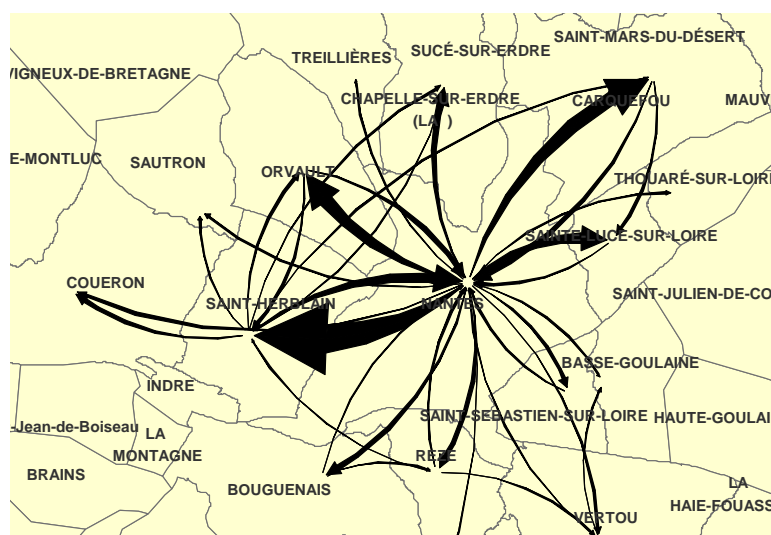 SAINT-MARS-DU-DÉSERT
SUCÉ-SUR-ERDRE
TREILLIÈRES
VIGNEUX-DE-BRETAGNE
CHAPELLE-SUR-ERDRE
(LA )
CARQUEFOU
MAUV
E-MONTLUC
SAUTRON
ORVAULT
THOUARÉ-SUR-LOIRE
SAINTE-LUCE-SUR-LOIRE
COUERON
SAINT-HERBLAIN
NANTES
SAINT-JULIEN-DE-CO
BASSE-GOULAINE
INDRE
SAINT-SEBASTIEN-SUR-LOIRE
HAUTE-GOULAI
-Jean-de-Boiseau
LA
MONTAGNE
REZE
BRAINS
BOUGUENAIS
LA
HAIE-FOUASS
VERTOU